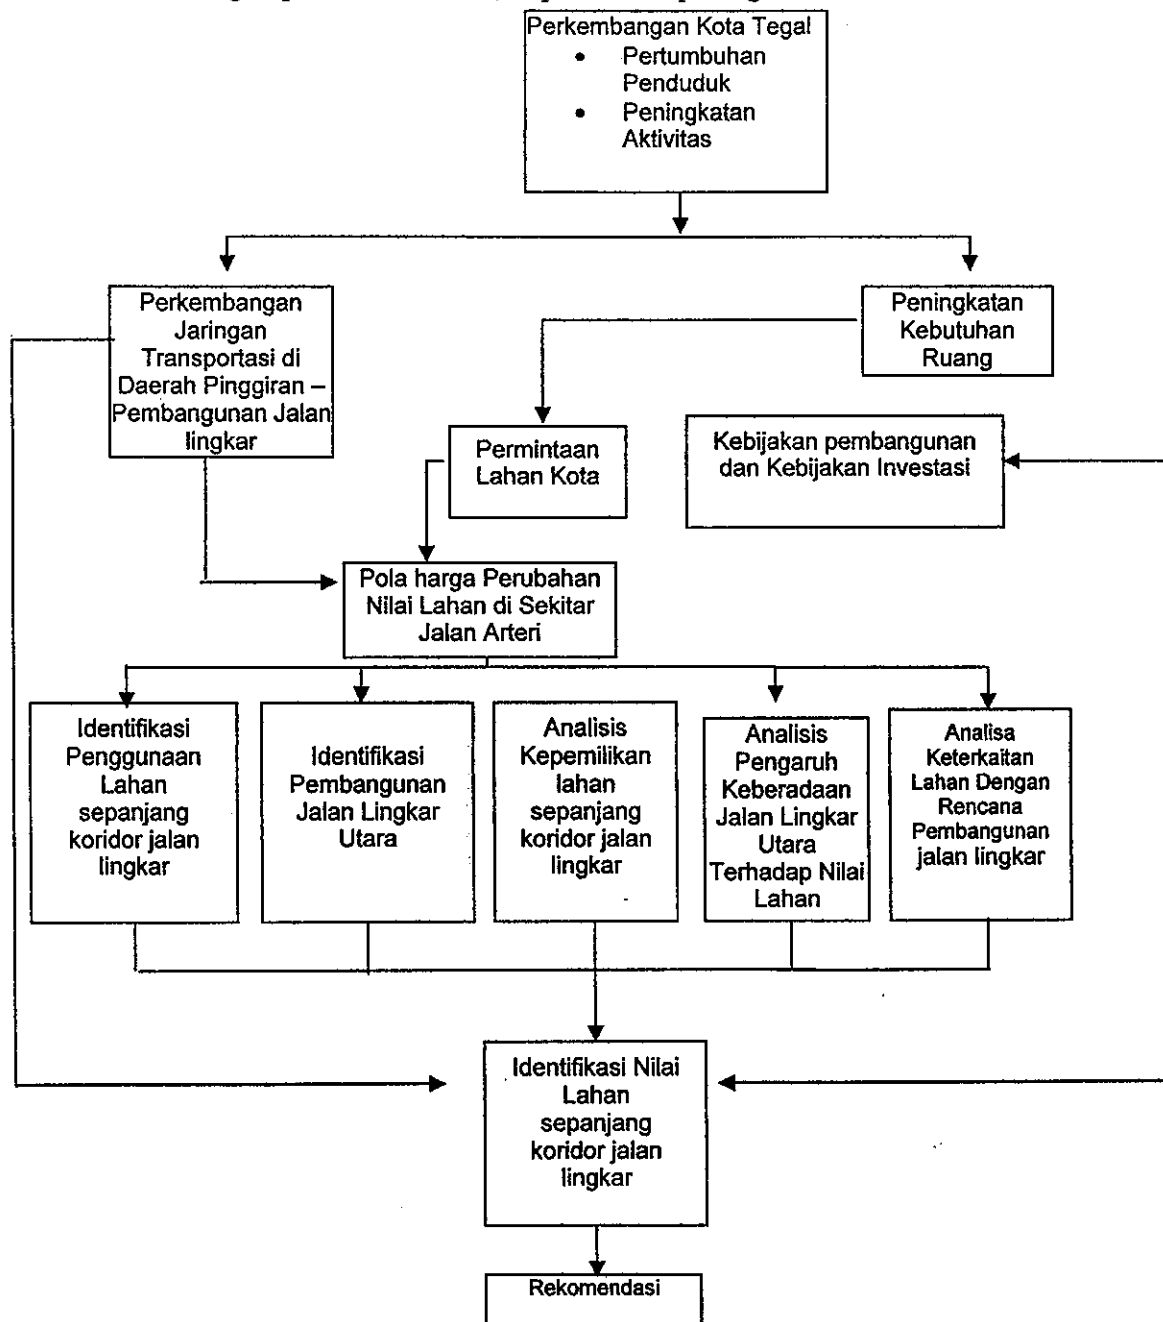 Perkembangan Kota Tegal
• Pertumbuhan
Penduduk
• Peningkatan
Aktivitas
Perkembangan
Jaringan
Transportasi di
Daerah Pinggiran –
Pembangunan Jalan
lingkar
Peningkatan
Kebutuhan
Ruang
Permintaan
Lahan Kota
Kebijakan pembangunan
dan Kebijakan Investasi
Pola harga Perubahan
Nilai Lahan di Sekitar
Jalan Arteri
Identifikasi
Penggunaan
Lahan
sepanjang
koridor jalan
lingkar
Identifikasi
Pembangunan
Jalan Lingkar
Utara
Analisis
Kepemilikan
lahan
sepanjang
koridor jalan
lingkar
Analisis
Pengaruh
Keberadaan
Jalan Lingkar
Utara
Terhadap Nilai
Lahan
Analisa
Keterkaitan
Lahan Dengan
Rencana
Pembangunan
jalan lingkar
Identifikasi Nilai
Lahan
sepanjang
koridor jalan
lingkar
Rekomendasi